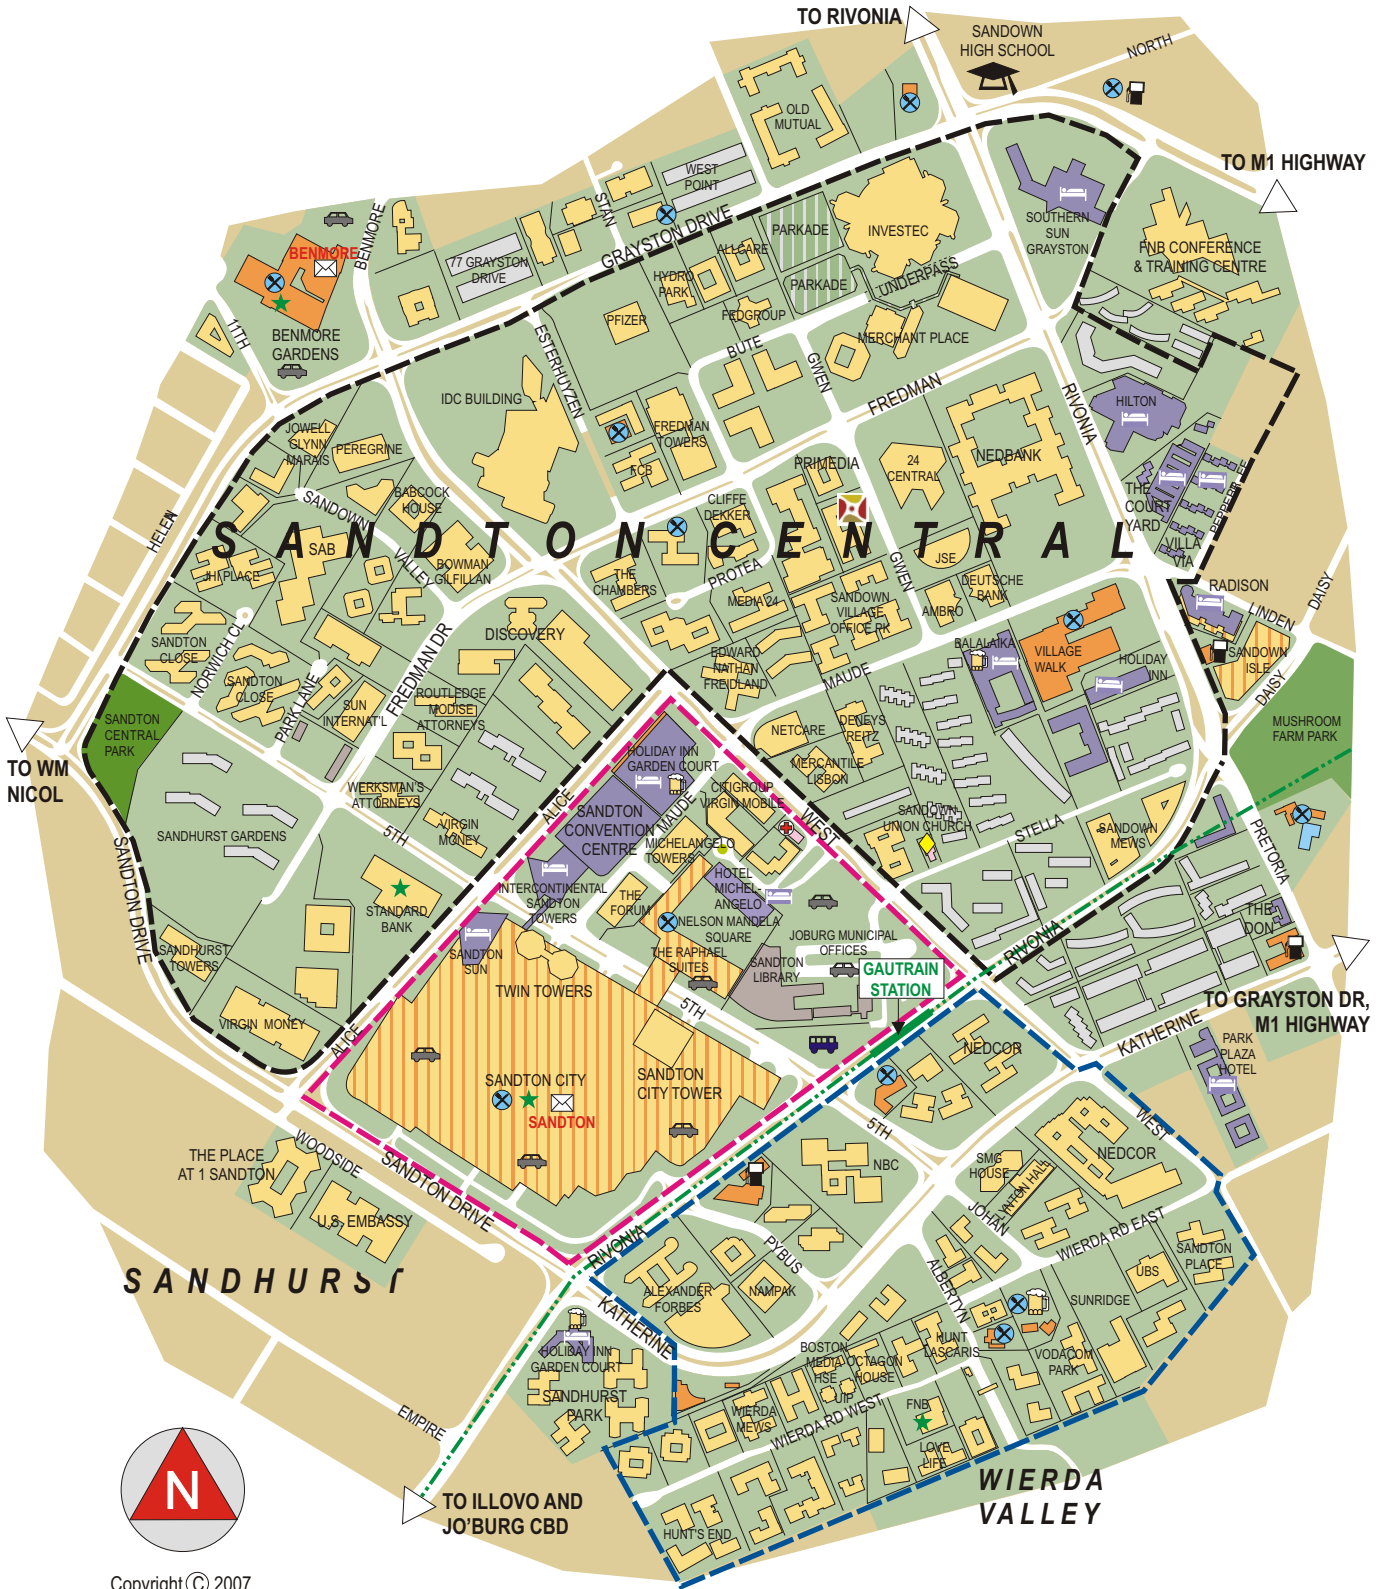 TO RIVONIA
SANDOWN
HIGH SCHOOL
NORTH
OLD
MUTUAL
TO M1 HIGHWAY
WEST
POINT
STAN
BENMORE
BENMORE
GRAYSTON DRIVE
PARKADE
INVESTEC
SOUTHERN
SUN
GRAYSTON
FNB CONFERENCE
& TRAINING CENTRE
77 GRAYSTON
DRIVE
ALLCARE
HYDRO
PARK
PARKADE
UNDERPASS
11TH
BENMORE
GARDENS
PFIZER
FEDGROUP
MERCHANT PLACE
ESTERHUYZEN
BUTE
GWEN
FREDMAN
RIVONIA
IDC BUILDING
HILTON
JOWELL
GLYNN
MARAIS
PEREGRINE
FREDMAN
TOWERS
FCB
PRIMEDIA
24
CENTRAL
NEDBANK
BABCOCK
HOUSE
SANDOWN
VALLEY
CLIFFE
DEKKER
THE
COURT
YARD
PEPPERTREE
HELEN
SANDTON CENTRAL
SAB
BOWMAN
GILFILLAN
JSE
VILLA
VIA
JHI PLACE
THE
CHAMBERS
PROTEA
MEDIA 24
GWEN
DEUTSCHE
BANK
AMBRO
RADISON
LINDEN
DAISY
SANDOWN
VILLAGE
OFFICE PK
SANDTON
CLOSE
NORWICH CL
FREDMAN DR
DISCOVERY
EDWARD
NATHAN
FREIDLAND
MAUDE
BALALAIKA
VILLAGE
WALK
HOLIDAY
INN
SANDOWN
ISLE
DAISY
SANDTON
CLOSE
PARK LANE
SUN
INTERNAT'L
ROUTLEDGE
MODISE
ATTORNEYS
SANDTON
CENTRAL
PARK
NETCARE
DENEYS
REITZ
MUSHROOM
FARM PARK
TO WM
NICOL
HOLIDAY INN
GARDEN COURT
MERCANTILE
LISBON
WERKSMAN'S
ATTORNEYS
ALICE
MAUDE
CITIGROUP
VIRGIN MOBILE
WEST
SANDTON
CONVENTION
CENTRE
SANDOWN
UNION CHURCH
STELLA
SANDOWN
MEWS
SANDHURST GARDENS
5TH
VIRGIN
MONEY
MICHELANGELO
TOWERS
PRETORIA
SANDTON DRIVE
INTERCONTINENTAL
SANDTON
TOWERS
HOTEL
MICHEL-
ANGELO
THE
FORUM
STANDARD
BANK
NELSON MANDELA
SQUARE
THE
DON
SANDHURST
TOWERS
SANDTON
SUN
THE RAPHAEL
SUITES
JOBURG MUNICIPAL
OFFICES
SANDTON
LIBRARY
RIVONIA
GAUTRAIN
STATION
TWIN TOWERS
5TH
TO GRAYSTON DR,
M1 HIGHWAY
VIRGIN MONEY
ALICE
KATHERINE
PARK
PLAZA
HOTEL
NEDCOR
SANDTON CITY
SANDTON
SANDTON
CITY TOWER
5TH
WEST
THE PLACE
AT 1 SANDTON
WOODSIDE
SANDTON DRIVE
NBC
SMG
HOUSE
LYNTON HALL
NEDCOR
U.S. EMBASSY
JOHAN
WIERDA RD EAST
RIVONIA
PYBUS
SANDTON
PLACE
SANDHURST
ALEXANDER
FORBES
NAMPAK
ALBERTYN
UBS
SUNRIDGE
KATHERINE
HOLIDAY INN
GARDEN COURT
BOSTON
MEDIA
HSE
OCTAGON
HOUSE
HUNT
LASCARIS
VODACOM
PARK
SANDHURST
PARK
UIP
WIERDA
MEWS
WIERDA RD WEST
FNB
EMPIRE
LOVE
LIFE
N
TO ILLOVO AND
JO'BURG CBD
WIERDA
VALLEY
HUNT'S END
Copyright © 2007